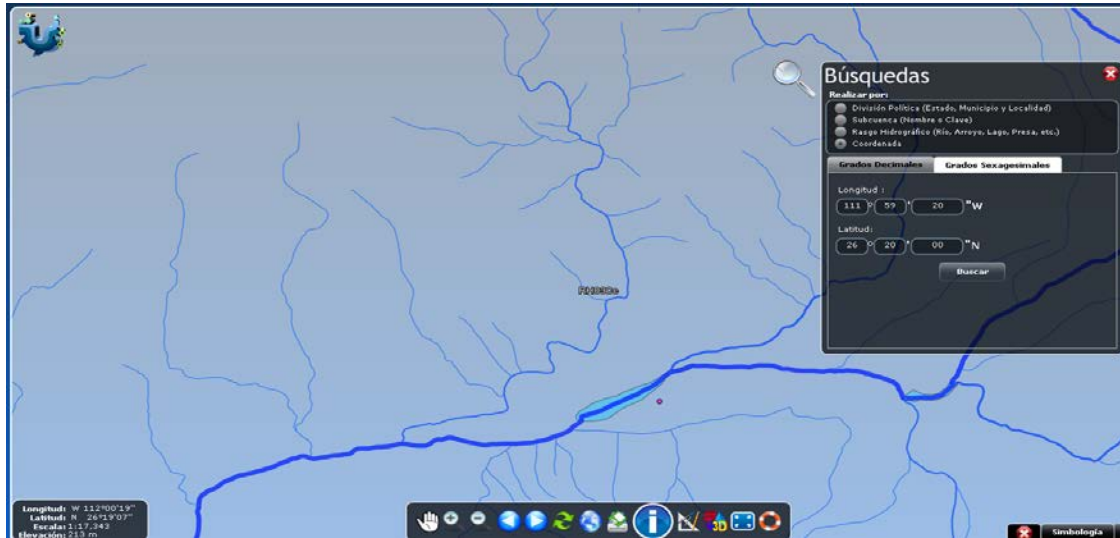 Búsquedas
Realizar por:
División Política (Estado, Municipio y Localidad)
Subcuenca (Nombre o Clave)
Rasgo Hidrográfico (Río, Arroyo, Lago, Presa, etc.)
Coordenada
Grados Decimales Grados Sexagesimales
Longitud :
111 ° 59 ' 20 "W
Latitud:
26 ° 20 ' 00 "N
Buscar
Longitud: W 112°00'19"
Latitud: N 26°19'07"
Escala: 1:17,343
Elevación: 213 m
3D
Simbología